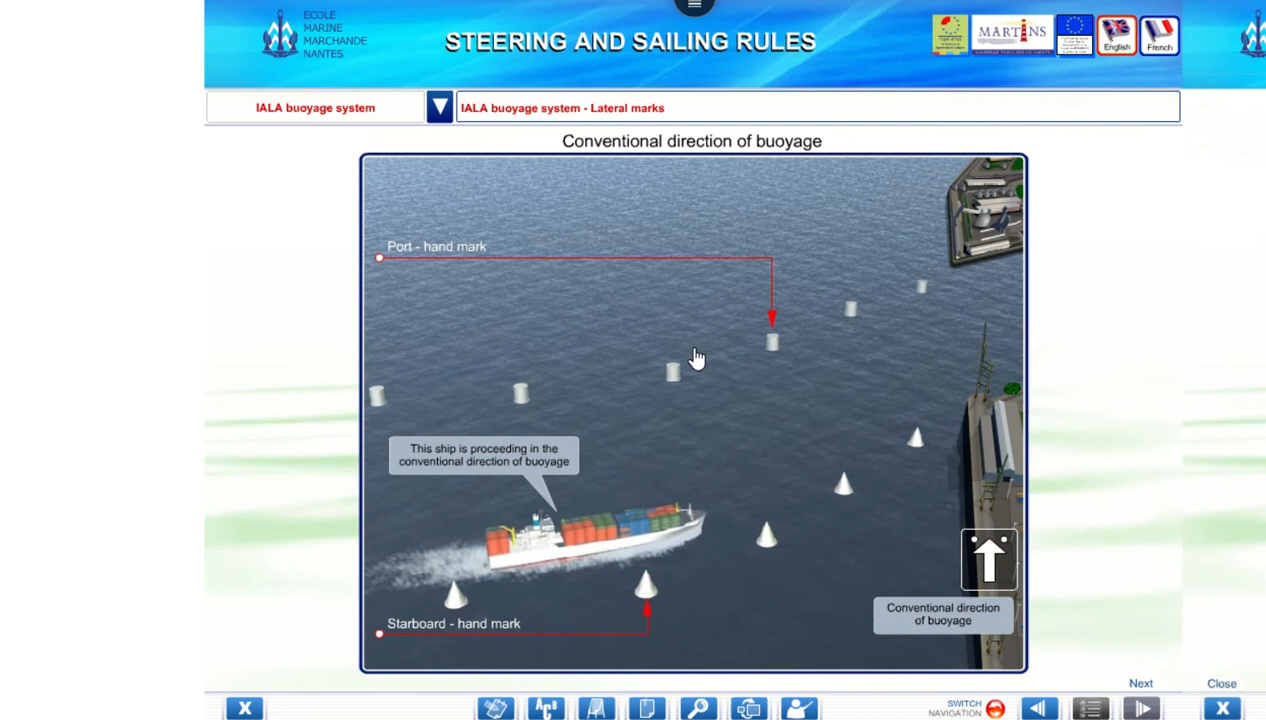 ECOLE
MARINE
MARCHANDE
NANTES
STEERING AND SAILING RULES
MARTINS
English
French
IALA buoyage system
IALA buoyage system - Lateral marks
Conventional direction of buoyage
Port - hand mark
This ship is proceeding in the
conventional direction of buoyage
Conventional direction
of buoyage
Starboard - hand mark
Next
Close
SWITCH
NAVIGATION